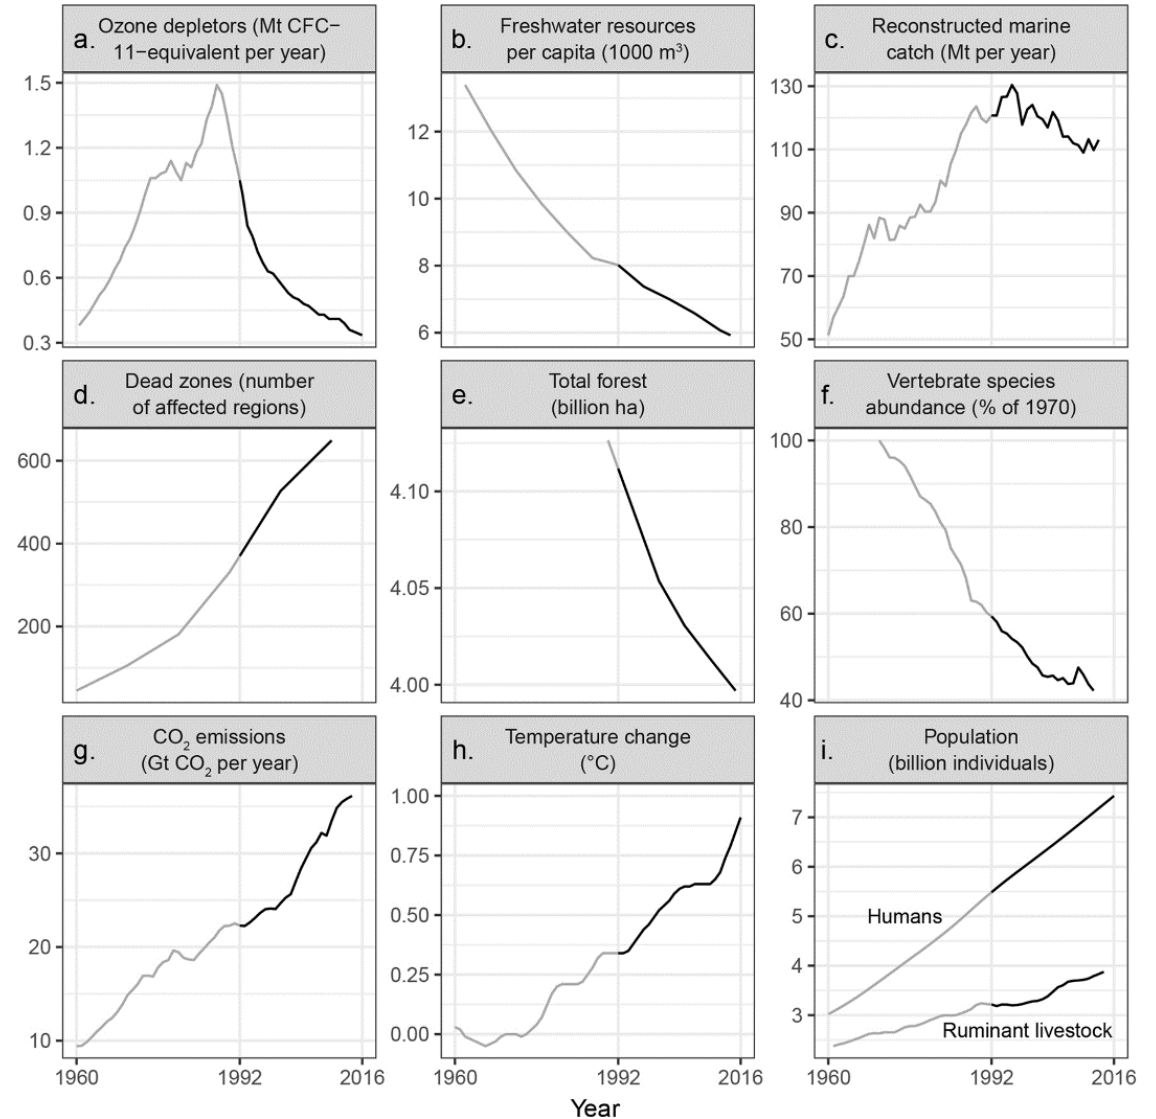 a. Ozone depletors (Mt CFC−
11−equivalent per year)
b. Freshwater resources
per capita (1000 m³)
c. Reconstructed marine
catch (Mt per year)
1.5
1.2
0.9
0.6
0.3
12
10
8
6
130
110
90
70
50
d. Dead zones (number
of affected regions)
e. Total forest
(billion ha)
f. Vertebrate species
abundance (% of 1970)
600
400
200
4.10
4.05
4.00
100
80
60
40
g. CO₂ emissions
(Gt CO₂ per year)
h. Temperature change
(°C)
i. Population
(billion individuals)
30
20
10
1.00
0.75
0.50
0.25
0.00
7
6
5
4
3
Humans
Ruminant livestock
1960 1992 2016
1960 1992 2016
1960 1992 2016
Year